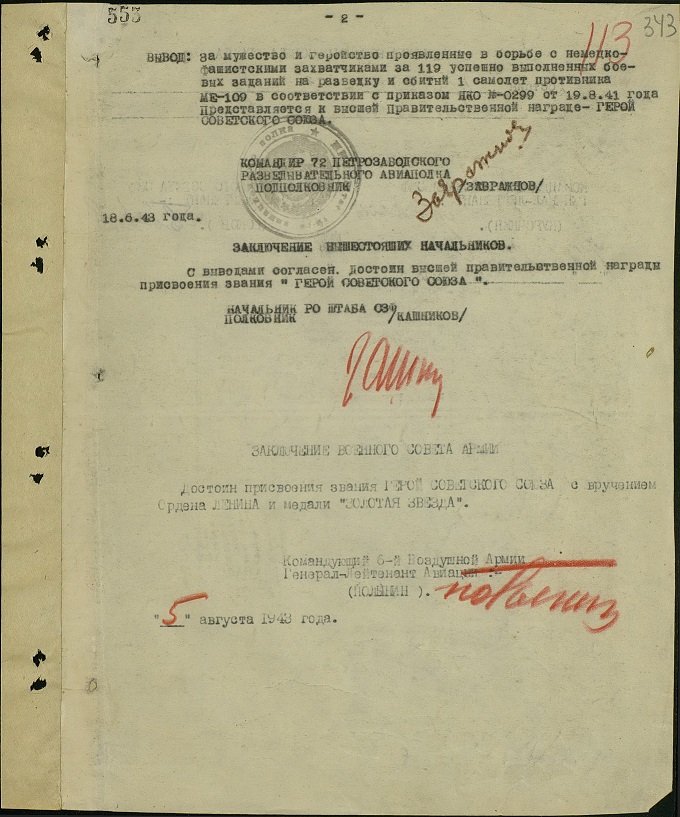 553
- 2 -
113
343
ВЫВОД: за мужество и геройство проявленные в борьбе с немецко-
фашистскими захватчиками за 119 успешно выполненных бое-
вых заданий на разведку и сбитый 1 самолет противника
МЕ-109 в соответствии с приказом НКО №-0299 от 19.8.41 года
Представляется к высшей Правительственной награде- ГЕРОЙ
СОВЕТСКОГО СОЮЗА.
КОМАНДИР 72 ПЕТРОЗАВОДСКОГО
РАЗВЕДЫВАТЕЛЬНОГО АВИАПОЛКА
ПОДПОЛКОВНИК /ЗАВРАЖНОВ/
18.6.43 года.
ЗАКЛЮЧЕНИЕ ВЫШЕСТОЯЩИХ НАЧАЛЬНИКОВ.
С выводами согласен. Достоин высшей правительственной награды
присвоения звания " ГЕРОЙ СОВЕТСКОГО СОЮЗА ".
НАЧАЛЬНИК РО ШТАБА СЗФ
ПОЛКОВНИК /КАШНИКОВ/
ЗАКЛЮЧЕНИЕ ВОЕННОГО СОВЕТА АРМИИ
Достоин присвоения звания ГЕРОЙ СОВЕТСКОГО СОЮЗА с вручением
Ордена ЛЕНИНА и медали "ЗОЛОТАЯ ЗВЕЗДА".
Командующий 6-й Воздушной Армии
Генерал-Лейтенант Авиации
(ПОЛЫНИН ).
"5" августа 1943 года.